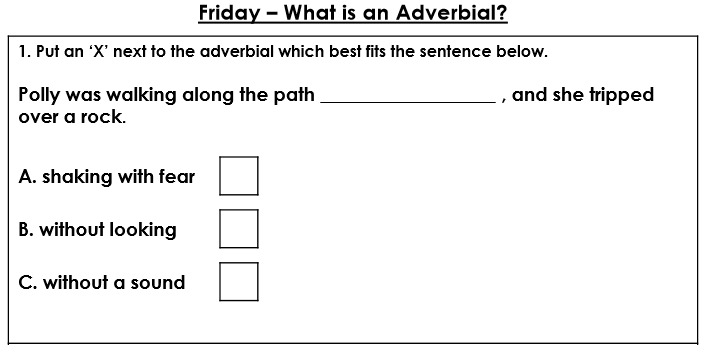 Friday – What is an Adverbial?
1. Put an ‘X’ next to the adverbial which best fits the sentence below.
Polly was walking along the path _________________ , and she tripped
over a rock.
A. shaking with fear
B. without looking
C. without a sound